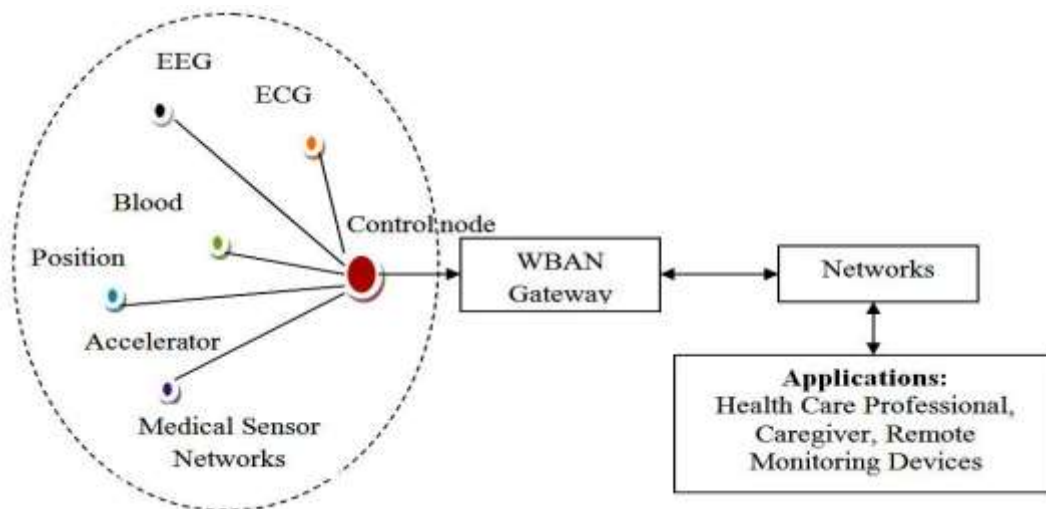 EEG
ECG
Blood
Control node
Position
WBAN
Gateway
Networks
Accelerator
Applications:
Health Care Professional,
Caregiver, Remote
Monitoring Devices
Medical Sensor
Networks